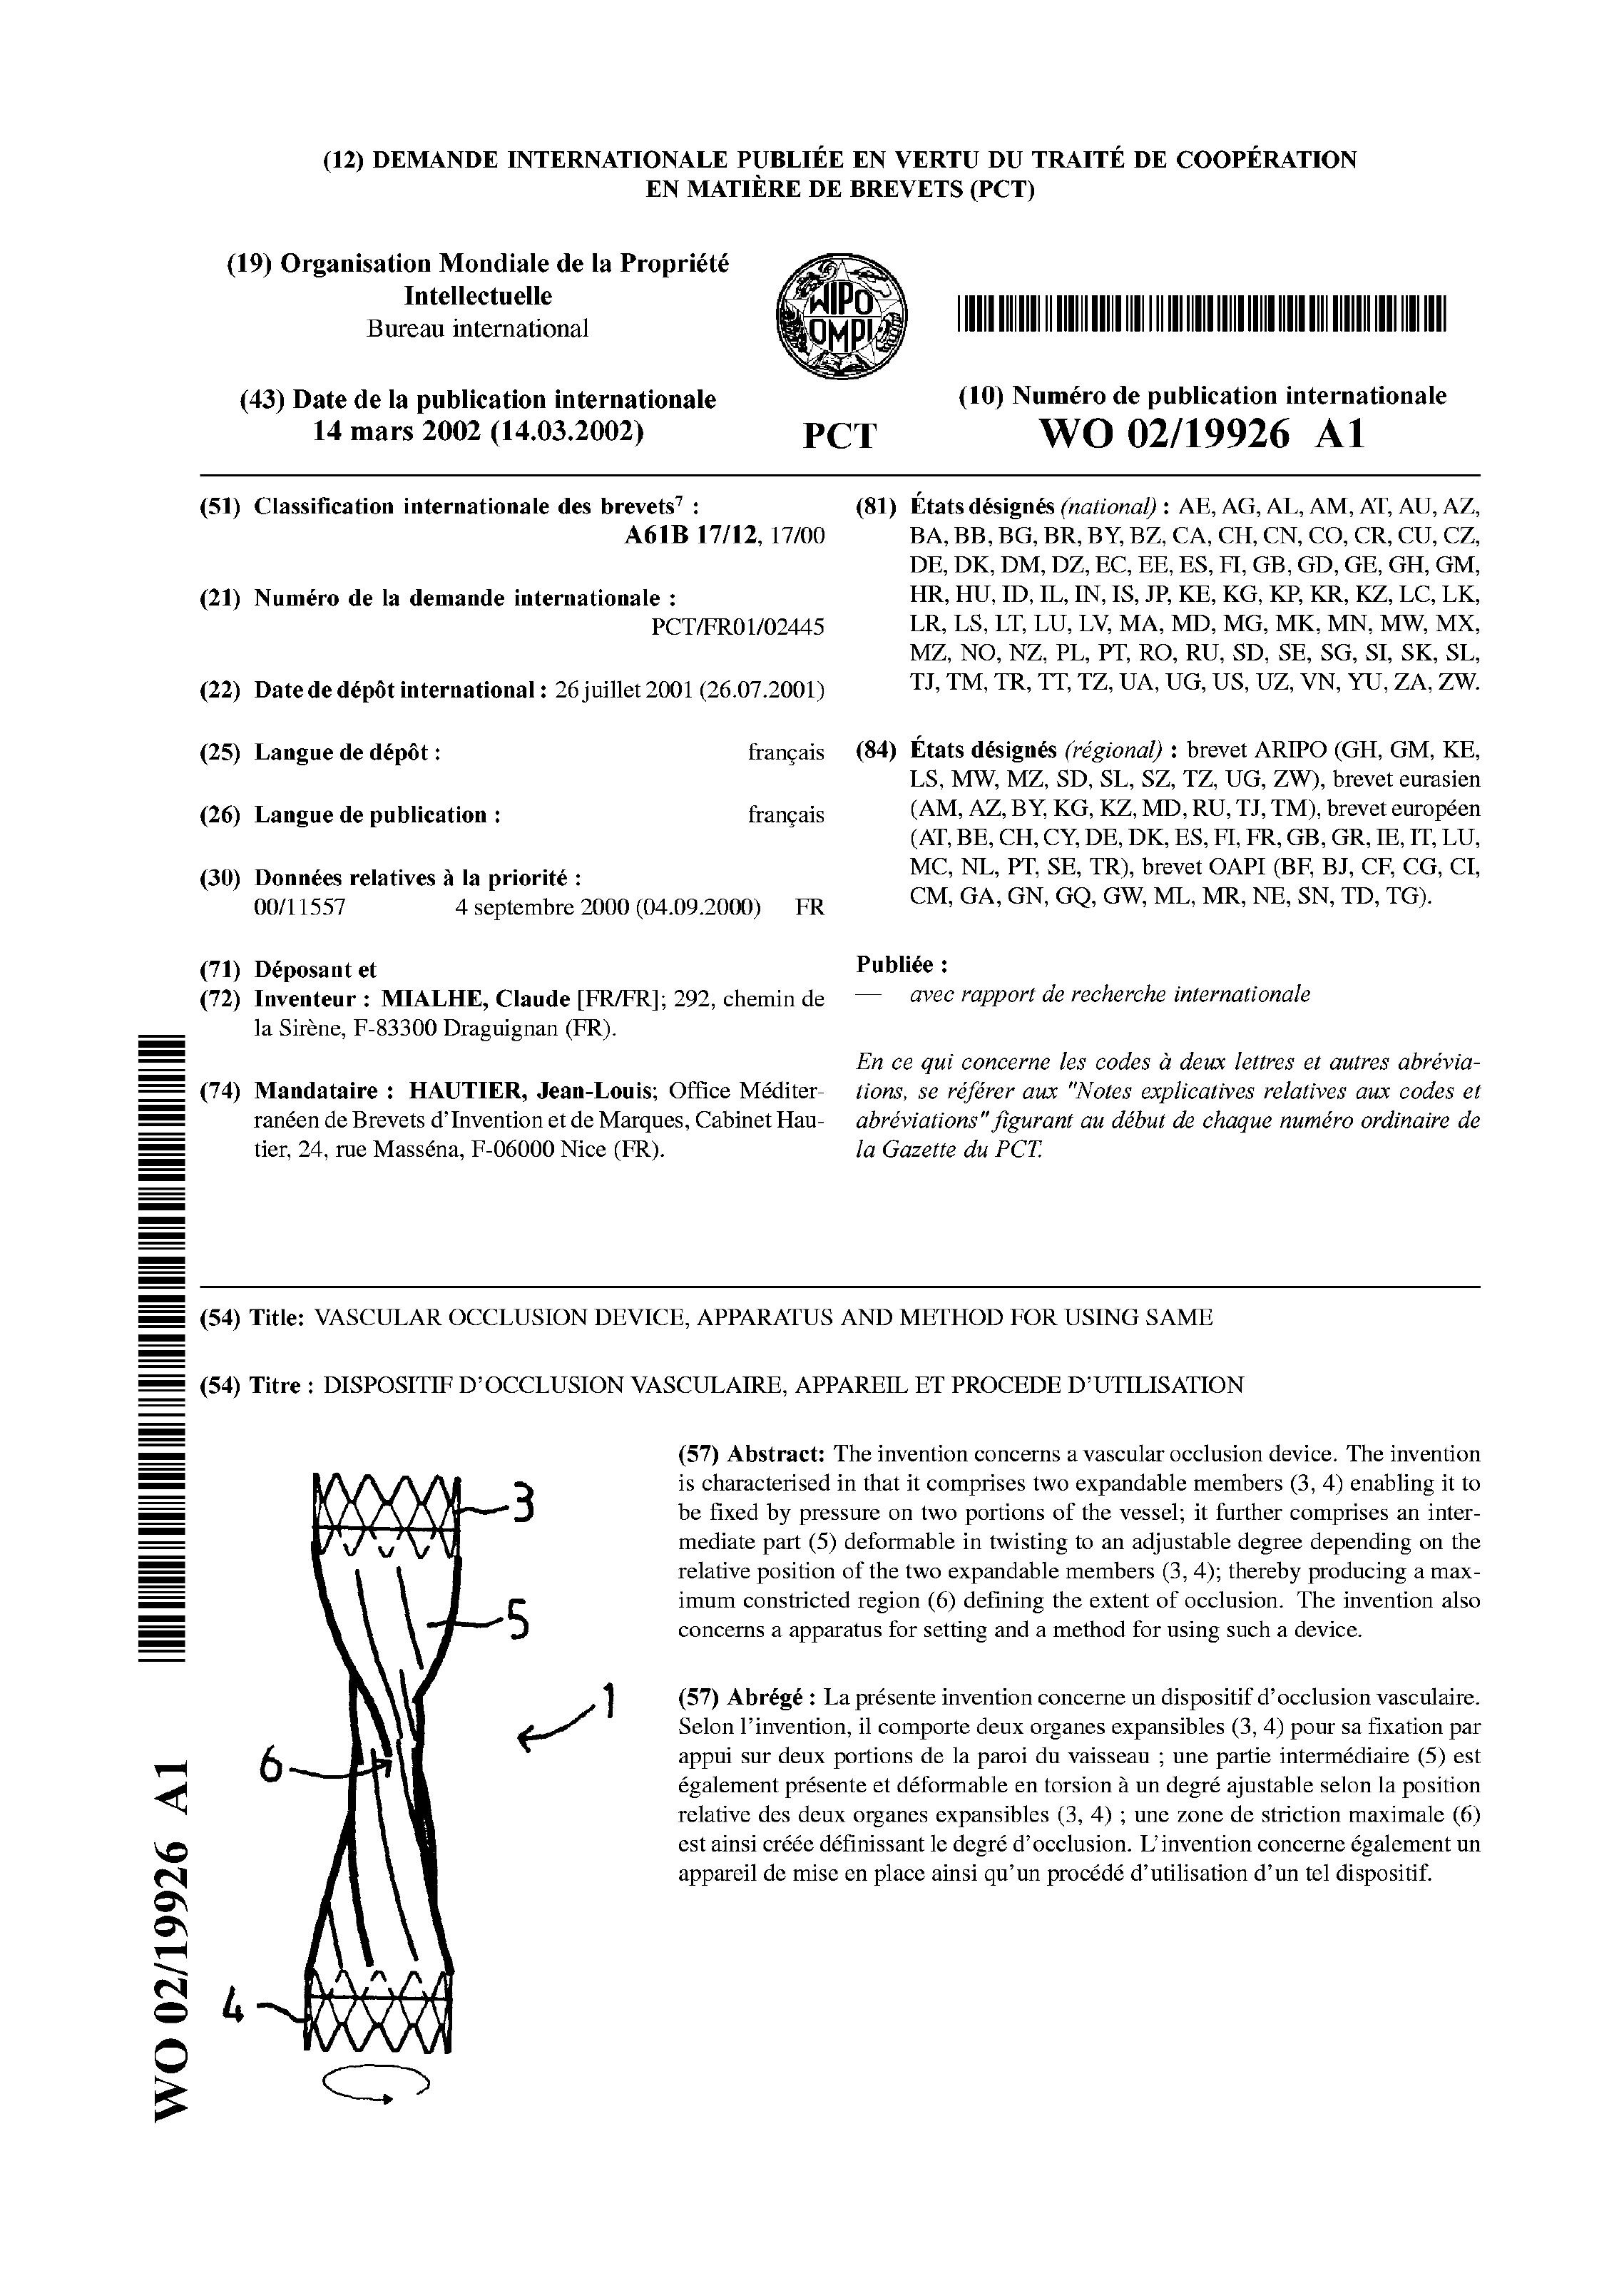 (12) DEMANDE INTERNATIONALE PUBLIÉE EN VERTU DU TRAITÉ DE COOPÉRATION
EN MATIÈRE DE BREVETS (PCT)
(19) Organisation Mondiale de la Propriété
Intellectuelle
Bureau international
WIPO
OMPI
(43) Date de la publication internationale
14 mars 2002 (14.03.2002)
PCT
(10) Numéro de publication internationale
WO 02/19926 A1
(51) Classification internationale des brevets7 :
A61B 17/12, 17/00
(21) Numéro de la demande internationale :
PCT/FR01/02445
(22) Date de dépôt international : 26 juillet 2001 (26.07.2001)
(25) Langue de dépôt : français
(26) Langue de publication : français
(30) Données relatives à la priorité :
00/11557 4 septembre 2000 (04.09.2000) FR
(71) Déposant et
(72) Inventeur : MIALHE, Claude [FR/FR]; 292, chemin de
la Sirène, F-83300 Draguignan (FR).
(74) Mandataire : HAUTIER, Jean-Louis; Office Méditer-
ranéen de Brevets d'Invention et de Marques, Cabinet Hau-
tier, 24, rue Masséna, F-06000 Nice (FR).
(81) États désignés (national) : AE, AG, AL, AM, AT, AU, AZ,
BA, BB, BG, BR, BY, BZ, CA, CH, CN, CO, CR, CU, CZ,
DE, DK, DM, DZ, EC, EE, ES, FI, GB, GD, GE, GH, GM,
HR, HU, ID, IL, IN, IS, JP, KE, KG, KP, KR, KZ, LC, LK,
LR, LS, LT, LU, LV, MA, MD, MG, MK, MN, MW, MX,
MZ, NO, NZ, PL, PT, RO, RU, SD, SE, SG, SI, SK, SL,
TJ, TM, TR, TT, TZ, UA, UG, US, UZ, VN, YU, ZA, ZW.
(84) États désignés (régional) : brevet ARIPO (GH, GM, KE,
LS, MW, MZ, SD, SL, SZ, TZ, UG, ZW), brevet eurasien
(AM, AZ, BY, KG, KZ, MD, RU, TJ, TM), brevet européen
(AT, BE, CH, CY, DE, DK, ES, FI, FR, GB, GR, IE, IT, LU,
MC, NL, PT, SE, TR), brevet OAPI (BF, BJ, CF, CG, CI,
CM, GA, GN, GQ, GW, ML, MR, NE, SN, TD, TG).
Publiée :
— avec rapport de recherche internationale
En ce qui concerne les codes à deux lettres et autres abrévia-
tions, se référer aux "Notes explicatives relatives aux codes et
abréviations" figurant au début de chaque numéro ordinaire de
la Gazette du PCT.
(54) Title: VASCULAR OCCLUSION DEVICE, APPARATUS AND METHOD FOR USING SAME
(54) Titre : DISPOSITIF D'OCCLUSION VASCULAIRE, APPAREIL ET PROCEDE D'UTILISATION
3
5
1
6
4
(57) Abstract: The invention concerns a vascular occlusion device. The invention
is characterised in that it comprises two expandable members (3, 4) enabling it to
be fixed by pressure on two portions of the vessel; it further comprises an inter-
mediate part (5) deformable in twisting to an adjustable degree depending on the
relative position of the two expandable members (3, 4); thereby producing a max-
imum constricted region (6) defining the extent of occlusion. The invention also
concerns a apparatus for setting and a method for using such a device.
(57) Abrégé : La présente invention concerne un dispositif d'occlusion vasculaire.
Selon l'invention, il comporte deux organes expansibles (3, 4) pour sa fixation par
appui sur deux portions de la paroi du vaisseau ; une partie intermédiaire (5) est
également présente et déformable en torsion à un degré ajustable selon la position
relative des deux organes expansibles (3, 4) ; une zone de striction maximale (6)
est ainsi créée définissant le degré d'occlusion. L'invention concerne également un
appareil de mise en place ainsi qu'un procédé d'utilisation d'un tel dispositif.
WO 02/19926 A1